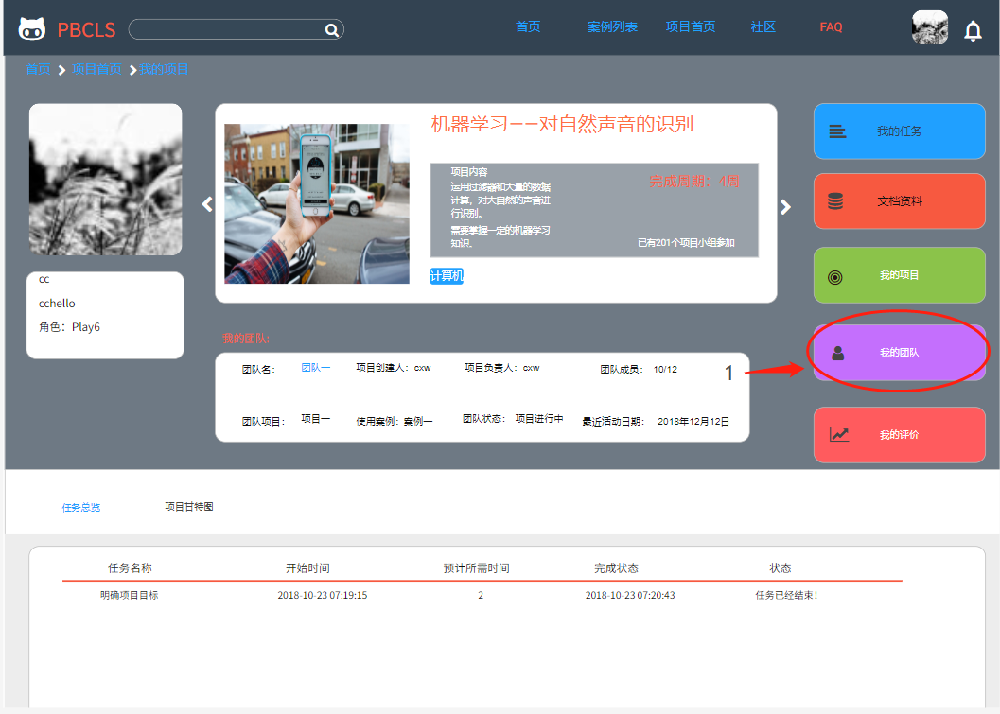 PBCLS
首页
案例列表
项目首页
社区
FAQ
首页 项目首页 我的项目
机器学习——对自然声音的识别
项目内容
运用过滤器和大量的数据
计算，对大自然的声音进
行识别。
需要掌握一定的机器学习
知识。
完成周期：4周
已有201个项目小组参加
计算机
cc
cchello
角色：Play6
我的任务
文档资料
我的项目
我的团队
我的评价
我的团队:
团队名： 团队一 项目创建人：cxw 项目负责人：cxw 团队成员： 10/12 1
团队项目： 项目一 使用案例：案例一 团队状态： 项目进行中 最近活动日期： 2018年12月12日
任务总览 项目甘特图
任务名称 开始时间 预计所需时间 完成状态 状态
明确项目目标 2018-10-23 07:19:15 2 2018-10-23 07:20:43 任务已经结束！